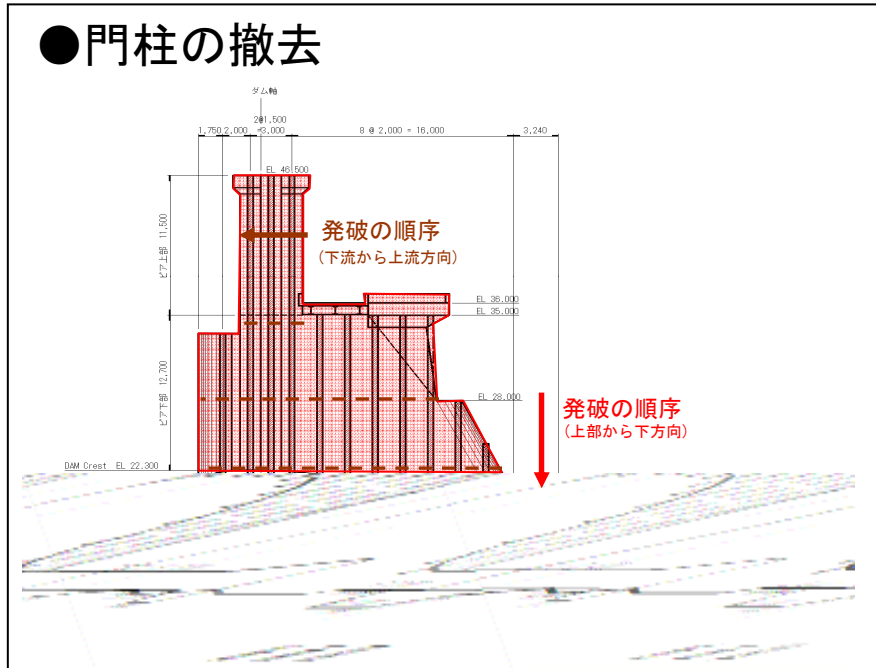 ●門柱の撤去
ダム軸
2@1,500
1,750 2,000 =3,000 8 @ 2,000 = 16,000 3,240
EL 46.500
ピア上部 11,500
発破の順序
(下流から上流方向)
EL 36.000
EL 35.000
ピア下部 12,700
EL 28.000
発破の順序
(上部から下方向)
DAM Crest EL 22.300